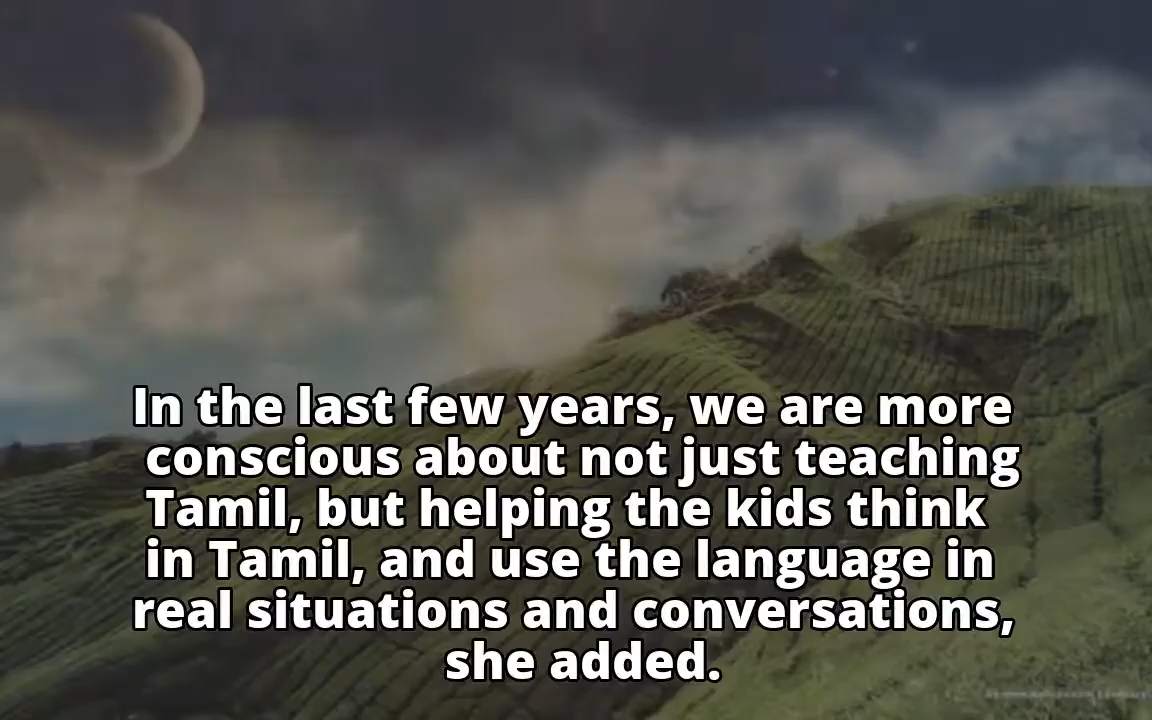 In the last few years, we are more
conscious about not just teaching
Tamil, but helping the kids think
in Tamil, and use the language in
real situations and conversations,
she added.